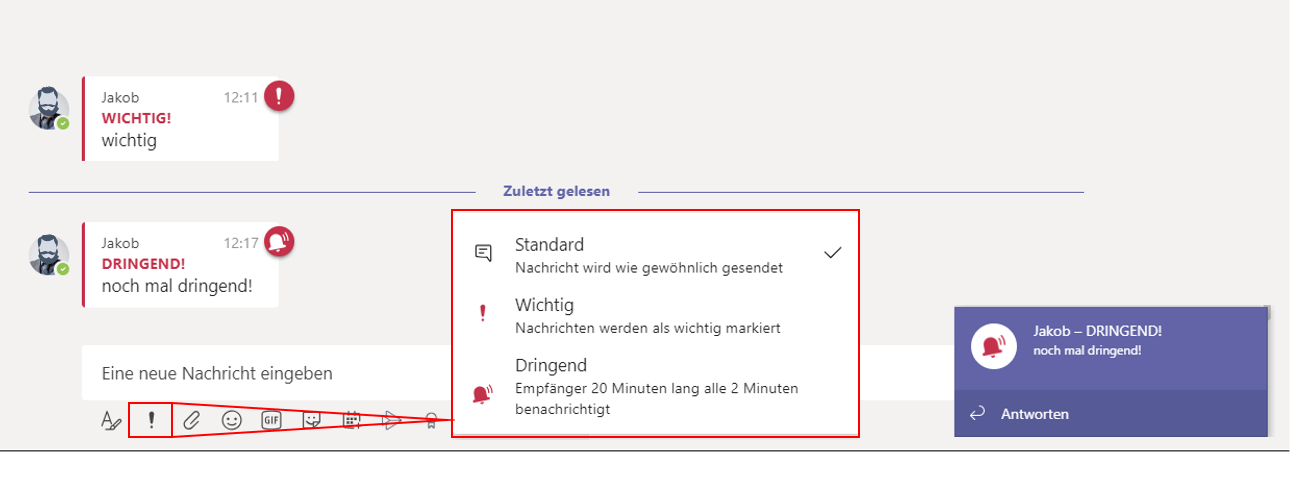 Jakob 12:11
WICHTIG!
wichtig
Zuletzt gelesen
Jakob 12:17
DRINGEND!
noch mal dringend!
Standard
Nachricht wird wie gewöhnlich gesendet
Wichtig
Nachrichten werden als wichtig markiert
Dringend
Empfänger 20 Minuten lang alle 2 Minuten
benachrichtigt
Eine neue Nachricht eingeben
GIF
Jakob – DRINGEND!
noch mal dringend!
Antworten